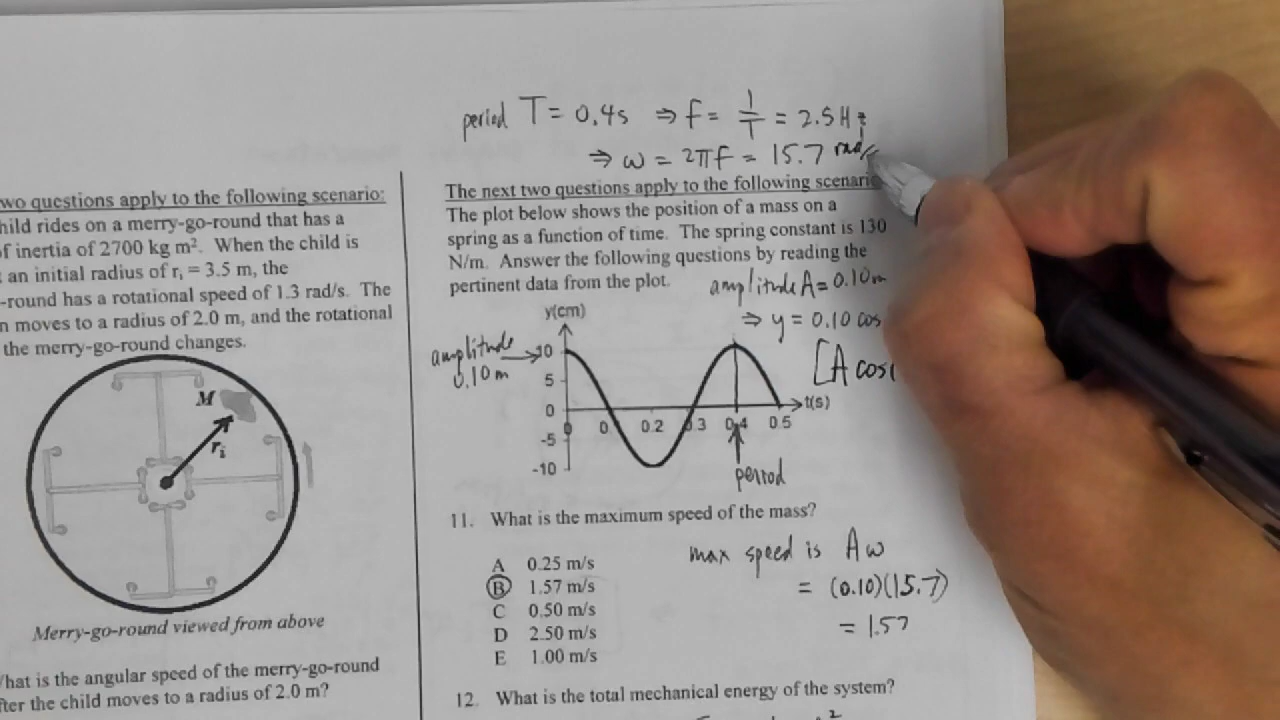 period T = 0.4s ⇒ f = 1/T = 2.5 Hz
⇒ ω = 2πf = 15.7 rad/
two questions apply to the following scenario:
hild rides on a merry-go-round that has a
of inertia of 2700 kg m². When the child is
an initial radius of rᵢ = 3.5 m, the
-round has a rotational speed of 1.3 rad/s. The
n moves to a radius of 2.0 m, and the rotational
the merry-go-round changes.
M
rᵢ
Merry-go-round viewed from above
hat is the angular speed of the merry-go-round
fter the child moves to a radius of 2.0 m?
The next two questions apply to the following scenario
The plot below shows the position of a mass on a
spring as a function of time. The spring constant is 130
N/m. Answer the following questions by reading the
pertinent data from the plot.
amplitude A = 0.10m
⇒ y = 0.10 cos
[A cos(
y(cm)
amplitude
0.10 m
10
5
0
-5
-10
0 0. 0.2 0.3 0.4 0.5
t(s)
period
11. What is the maximum speed of the mass?
A 0.25 m/s
B 1.57 m/s
C 0.50 m/s
D 2.50 m/s
E 1.00 m/s
max speed is Aω
= (0.10)(15.7)
= 1.57
12. What is the total mechanical energy of the system?
2